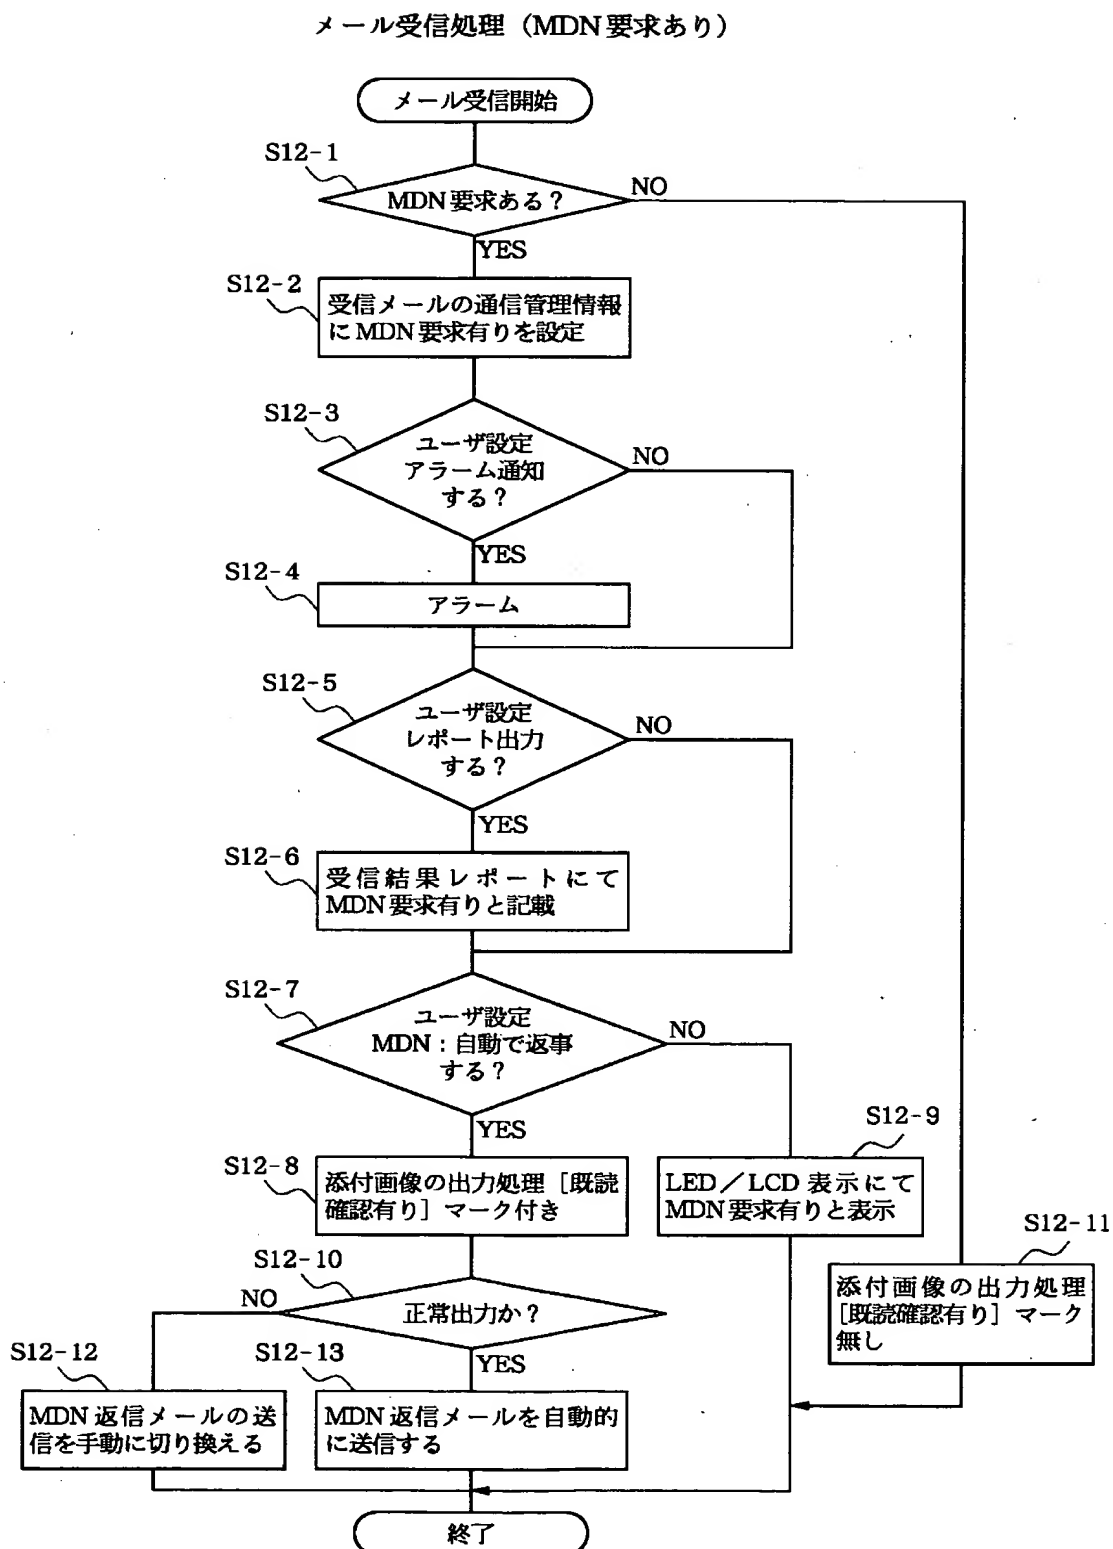 メール受信処理（MDN要求あり）
メール受信開始
S12-1
MDN要求ある？
NO
YES
S12-2
受信メールの通信管理情報
にMDN要求有りを設定
S12-3
ユーザ設定
アラーム通知
する？
NO
YES
S12-4
アラーム
S12-5
ユーザ設定
レポート出力
する？
NO
YES
S12-6
受信結果レポートにて
MDN要求有りと記載
S12-7
ユーザ設定
MDN：自動で返事
する？
NO
YES
S12-8
添付画像の出力処理［既読
確認有り］マーク付き
S12-9
LED／LCD 表示にて
MDN要求有りと表示
S12-11
添付画像の出力処理
［既読確認有り］マーク
無し
S12-10
正常出力か？
NO
YES
S12-12
MDN返信メールの送
信を手動に切り換える
S12-13
MDN返信メールを自動的
に送信する
終了